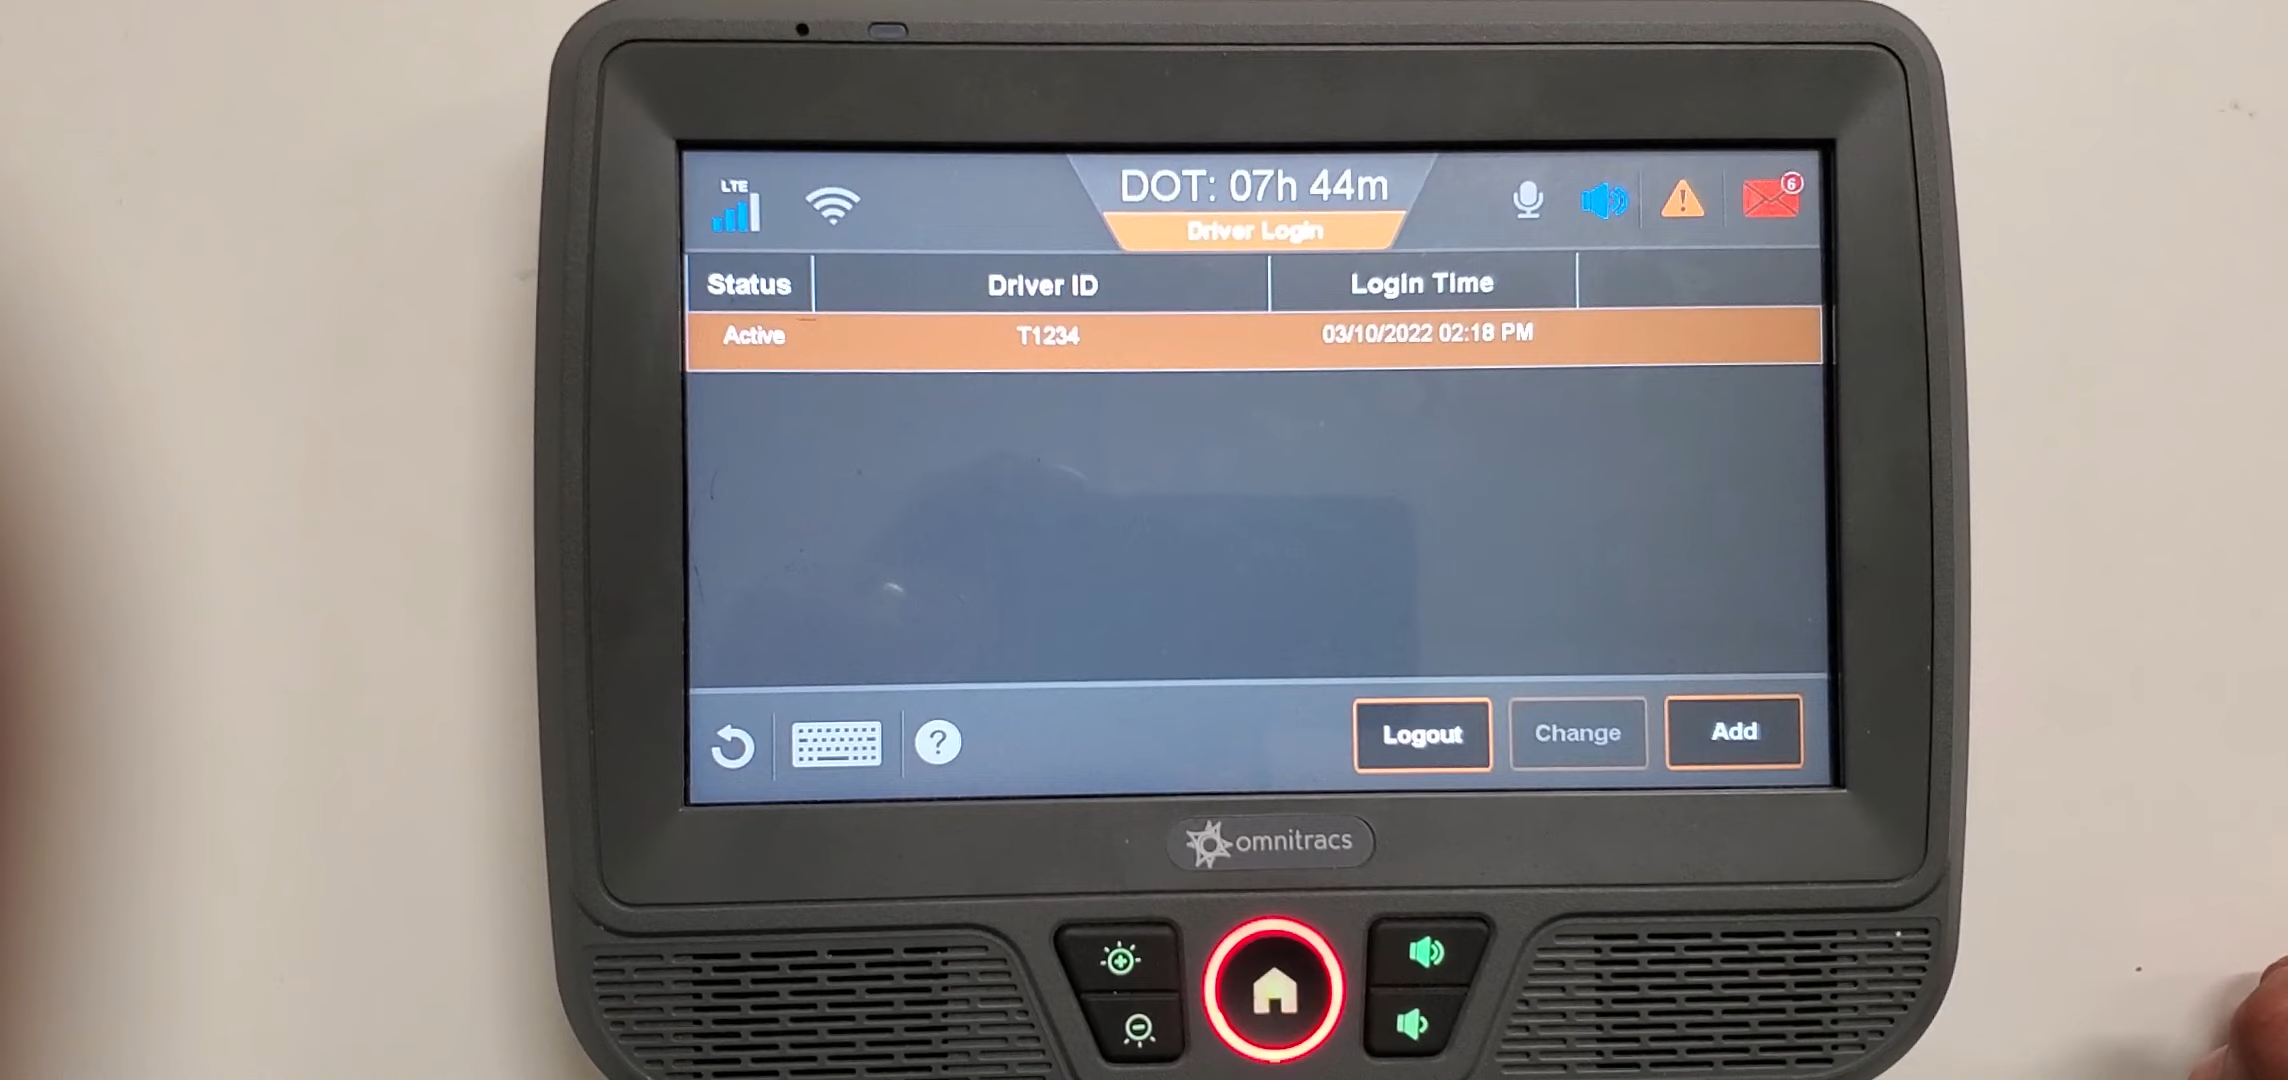 LTE
DOT: 07h 44m
6
Driver Login
Status Driver ID Login Time
Active T1234 03/10/2022 02:18 PM
?
Logout Change Add
omnitracs